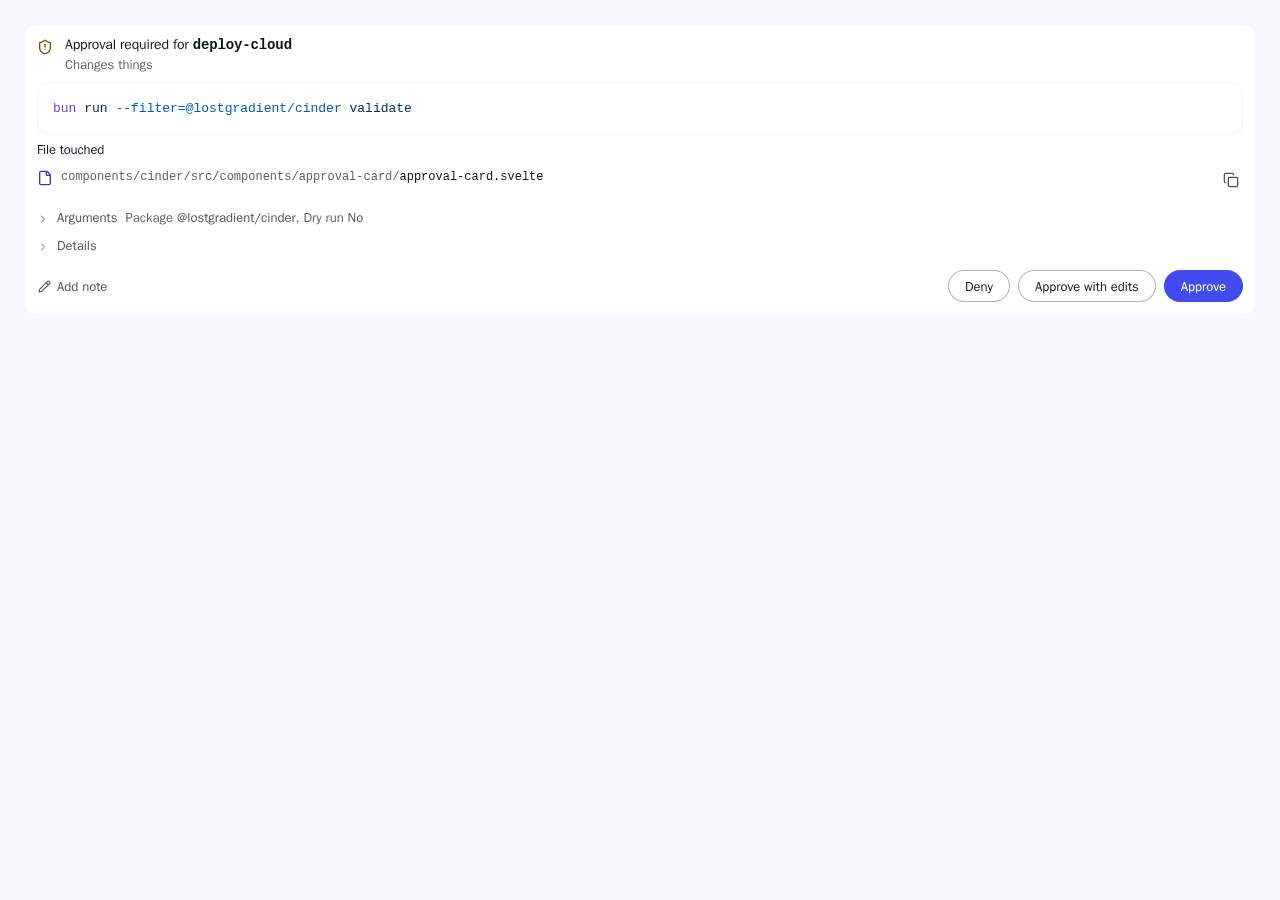 Approval required for deploy-cloud
Changes things
bun run --filter=@lostgradient/cinder validate
File touched
components/cinder/src/components/approval-card/approval-card.svelte
Arguments Package @lostgradient/cinder, Dry run No
Details
Add note Deny Approve with edits Approve